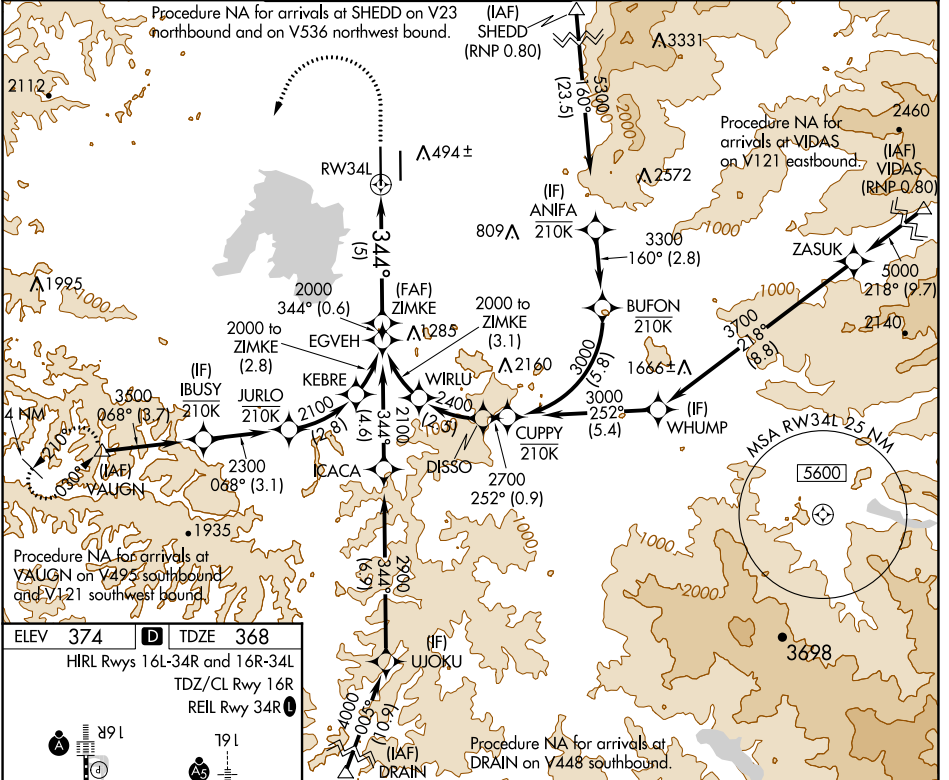 Procedure NA for arrivals at SHEDD on V23
northbound and on V536 northwest bound.
(IAF)
SHEDD
(RNP 0.80)
3331
2112
5300
160°
(23.5)
2000
Procedure NA for
arrivals at VIDAS
on V121 eastbound.
2460
(IAF)
VIDAS
(RNP 0.80)
494±
RW34L
2572
(IF)
ANIFA
210K
809
3300
160° (2.8)
1000
ZASUK
5000
218° (9.7)
344°
(5)
1995
1000
2000
344° (0.6)
(FAF)
ZIMKE
2000 to
ZIMKE
(3.1)
BUFON
210K
1000
2140
3700
218°
(8.8)
2000 to
ZIMKE
(2.8)
EGVEH
1285
2160
3000
(5.8)
1666±
(IF)
IBUSY
210K
JURLO
210K
KEBRE
WIRLU
3500
068° (3.7)
2100
(2.8)
(4.6)
344°
2100
2400
(2.5)
3000
252°
(5.4)
(IF)
WHUMP
CUPPY
210K
4 NM
210°
030°
(IAF)
VAUGN
2300
068° (3.1)
ICACA
DISSO
2700
252° (0.9)
MSA RW34L 25 NM
5600
1935
1000
1000
2000
Procedure NA for arrivals at
VAUGN on V495 southbound
and V121 southwest bound.
2900
344°
(6.9)
3698
(IF)
UJOKU
4000
005°
(6.0)
(IAF)
DRAIN
Procedure NA for arrivals at
DRAIN on V448 southbound.
ELEV 374 D TDZE 368
HIRL Rwys 16L-34R and 16R-34L
TDZ/CL Rwy 16R
REIL Rwy 34R L
16R
16L
A
P
A5